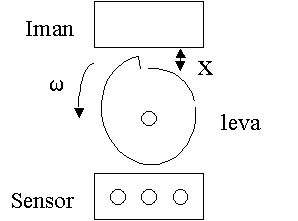 Iman
X
ω
leva
Sensor